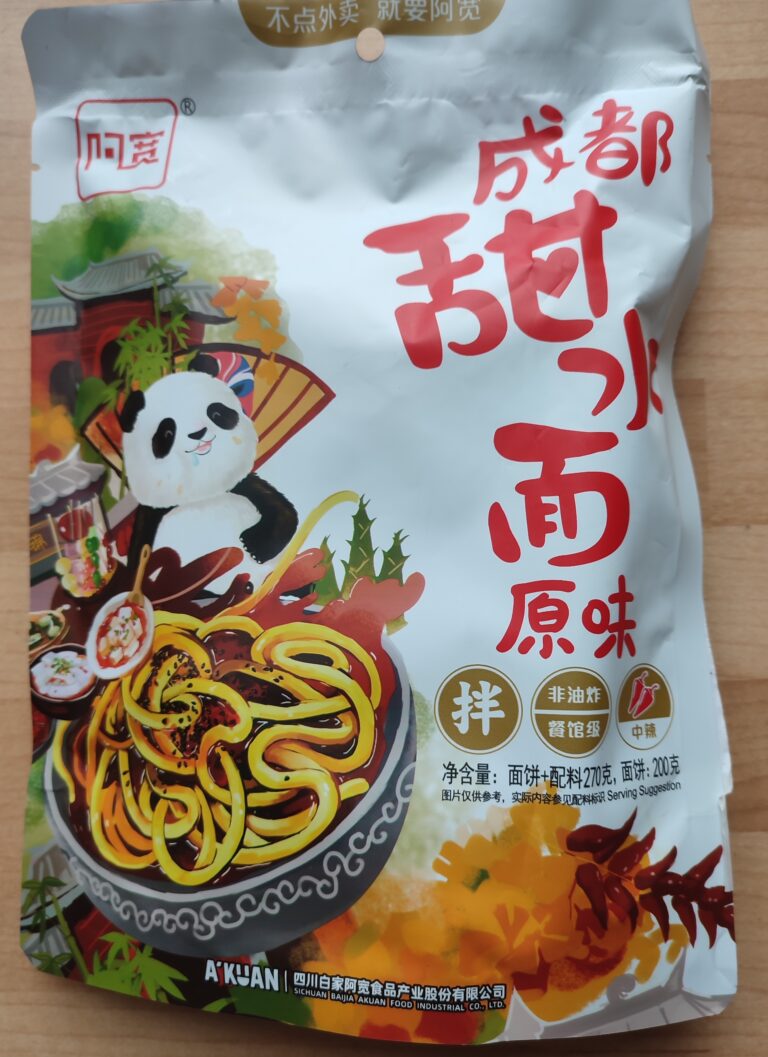 不点外卖 就要阿宽
阿宽®
成都
甜水面
原味
拌
非油炸
餐馆级
中辣
净含量：面饼+配料270克，面饼：200克
图片仅供参考，实际内容参见配料标识 Serving Suggestion
A'KUAN | 四川白家阿宽食品产业股份有限公司
SICHUAN BAIJIA AKUAN FOOD INDUSTRIAL CO., LTD.